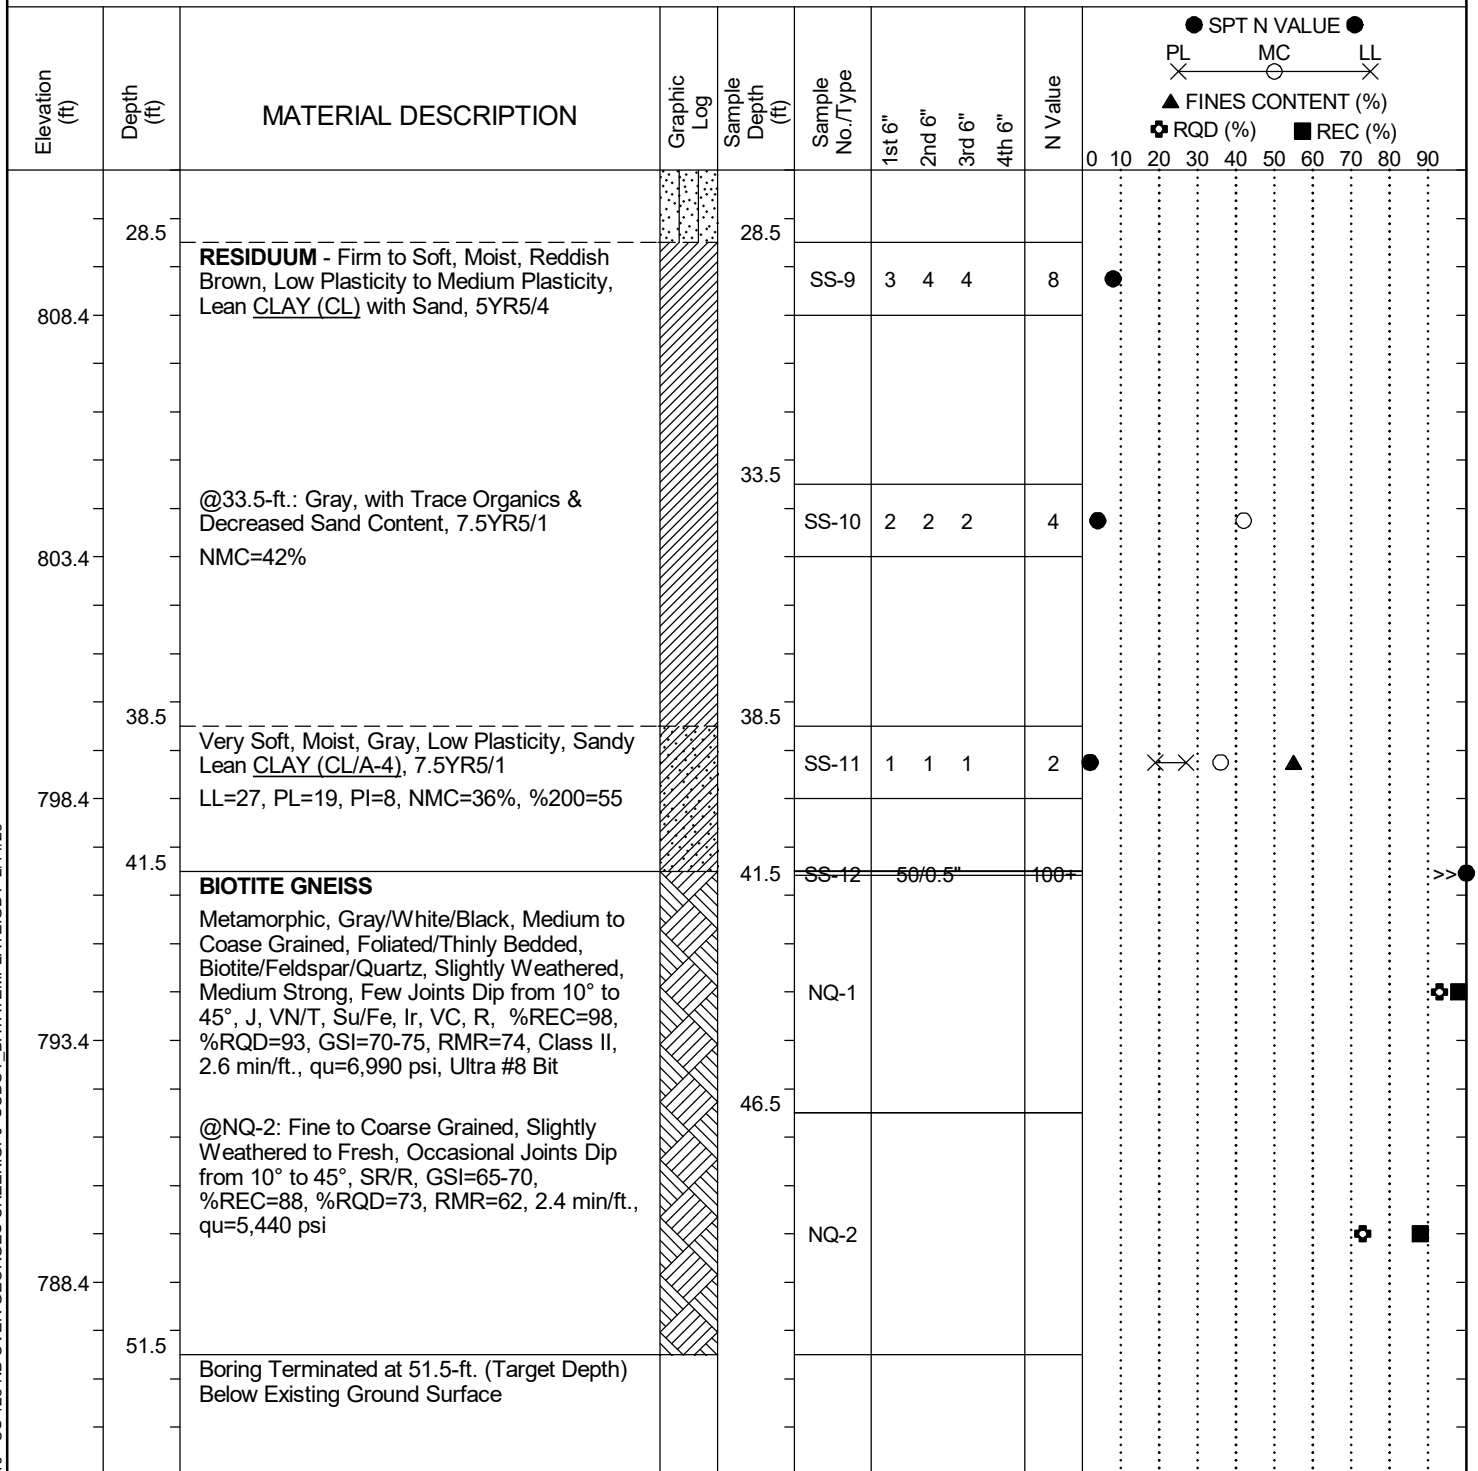 ● SPT N VALUE ●
PL MC LL
▲ FINES CONTENT (%)
RQD (%) ■ REC (%)
0 10 20 30 40 50 60 70 80 90
Elevation (ft)
Depth (ft)
MATERIAL DESCRIPTION
Graphic Log
Sample Depth (ft)
Sample No./Type
1st 6"
2nd 6"
3rd 6"
4th 6"
N Value
28.5 28.5
RESIDUUM - Firm to Soft, Moist, Reddish
Brown, Low Plasticity to Medium Plasticity, SS-9 3 4 4 8
Lean CLAY (CL) with Sand, 5YR5/4
808.4
33.5
@33.5-ft.: Gray, with Trace Organics &
Decreased Sand Content, 7.5YR5/1 SS-10 2 2 2 4
803.4 NMC=42%
38.5 38.5
Very Soft, Moist, Gray, Low Plasticity, Sandy
Lean CLAY (CL/A-4), 7.5YR5/1 SS-11 1 1 1 2
798.4 LL=27, PL=19, PI=8, NMC=36%, %200=55
41.5 41.5 SS-12 50/0.5" 100+ >>
BIOTITE GNEISS
Metamorphic, Gray/White/Black, Medium to
Coase Grained, Foliated/Thinly Bedded,
Biotite/Feldspar/Quartz, Slightly Weathered,
Medium Strong, Few Joints Dip from 10° to NQ-1
45°, J, VN/T, Su/Fe, Ir, VC, R, %REC=98,
793.4 %RQD=93, GSI=70-75, RMR=74, Class II,
2.6 min/ft., qu=6,990 psi, Ultra #8 Bit
46.5
@NQ-2: Fine to Coarse Grained, Slightly
Weathered to Fresh, Occasional Joints Dip
from 10° to 45°, SR/R, GSI=65-70,
%REC=88, %RQD=73, RMR=62, 2.4 min/ft.,
qu=5,440 psi NQ-2
788.4
51.5
Boring Terminated at 51.5-ft. (Target Depth)
Below Existing Ground Surface